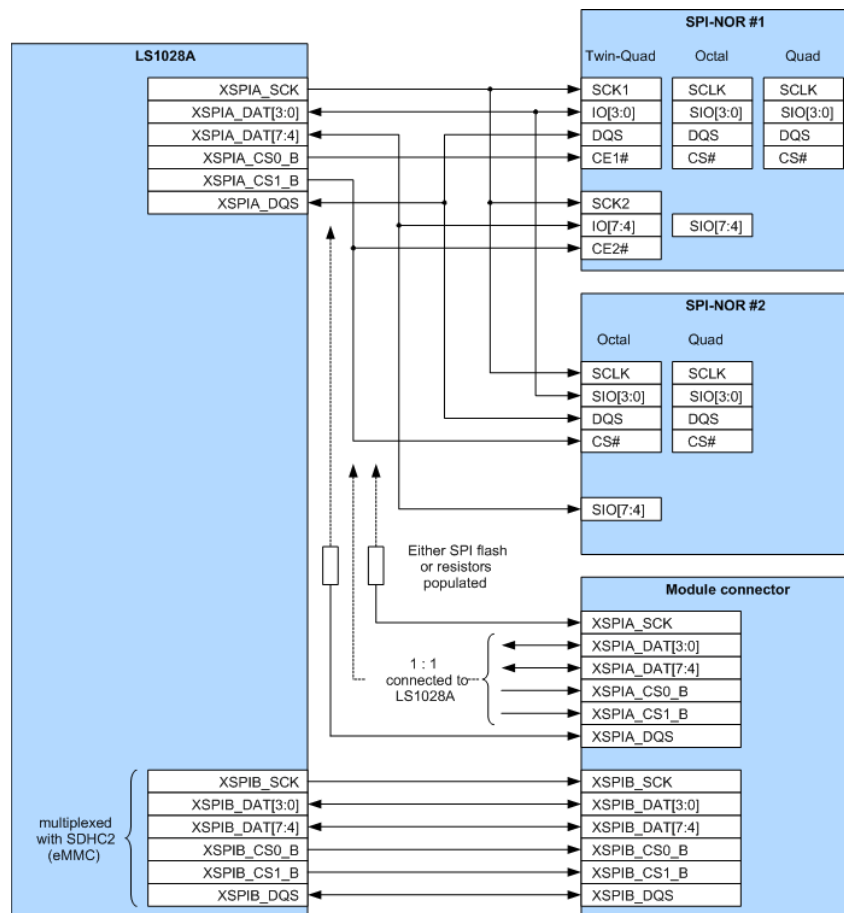 LS1028A
XSPIA_SCK
XSPIA_DAT[3:0]
XSPIA_DAT[7:4]
XSPIA_CS0_B
XSPIA_CS1_B
XSPIA_DQS
SPI-NOR #1
Twin-Quad Octal Quad
SCK1 SCLK SCLK
IO[3:0] SIO[3:0] SIO[3:0]
DQS DQS DQS
CE1# CS# CS#
SCK2
IO[7:4] SIO[7:4]
CE2#
SPI-NOR #2
Octal Quad
SCLK SCLK
SIO[3:0] SIO[3:0]
DQS DQS
CS# CS#
SIO[7:4]
Either SPI flash
or resistors
populated
Module connector
XSPIA_SCK
XSPIA_DAT[3:0]
XSPIA_DAT[7:4]
XSPIA_CS0_B
XSPIA_CS1_B
XSPIA_DQS
1 : 1
connected to
LS1028A
multiplexed
with SDHC2
(eMMC)
XSPIB_SCK XSPIB_SCK
XSPIB_DAT[3:0] XSPIB_DAT[3:0]
XSPIB_DAT[7:4] XSPIB_DAT[7:4]
XSPIB_CS0_B XSPIB_CS0_B
XSPIB_CS1_B XSPIB_CS1_B
XSPIB_DQS XSPIB_DQS